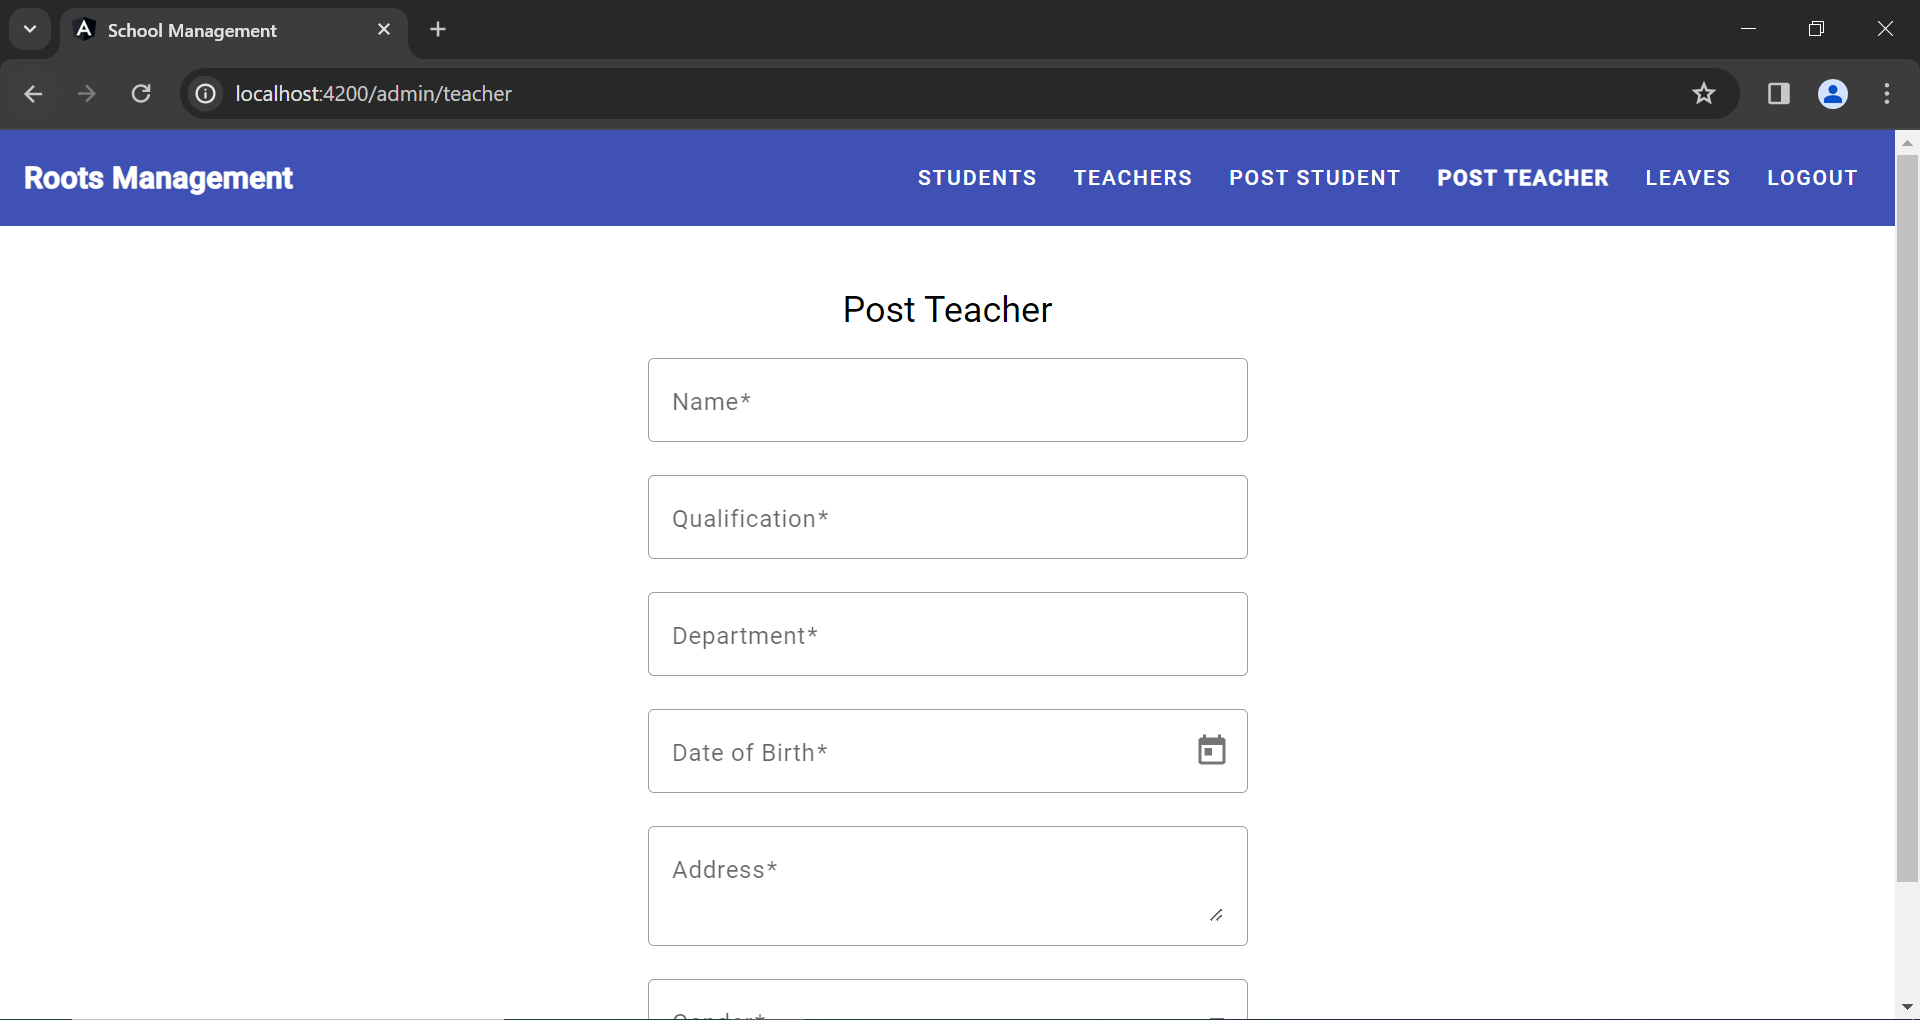 School Management
localhost:4200/admin/teacher
Roots Management
STUDENTS TEACHERS POST STUDENT POST TEACHER LEAVES LOGOUT
Post Teacher
Name*
Qualification*
Department*
Date of Birth*
Address*
Gender*